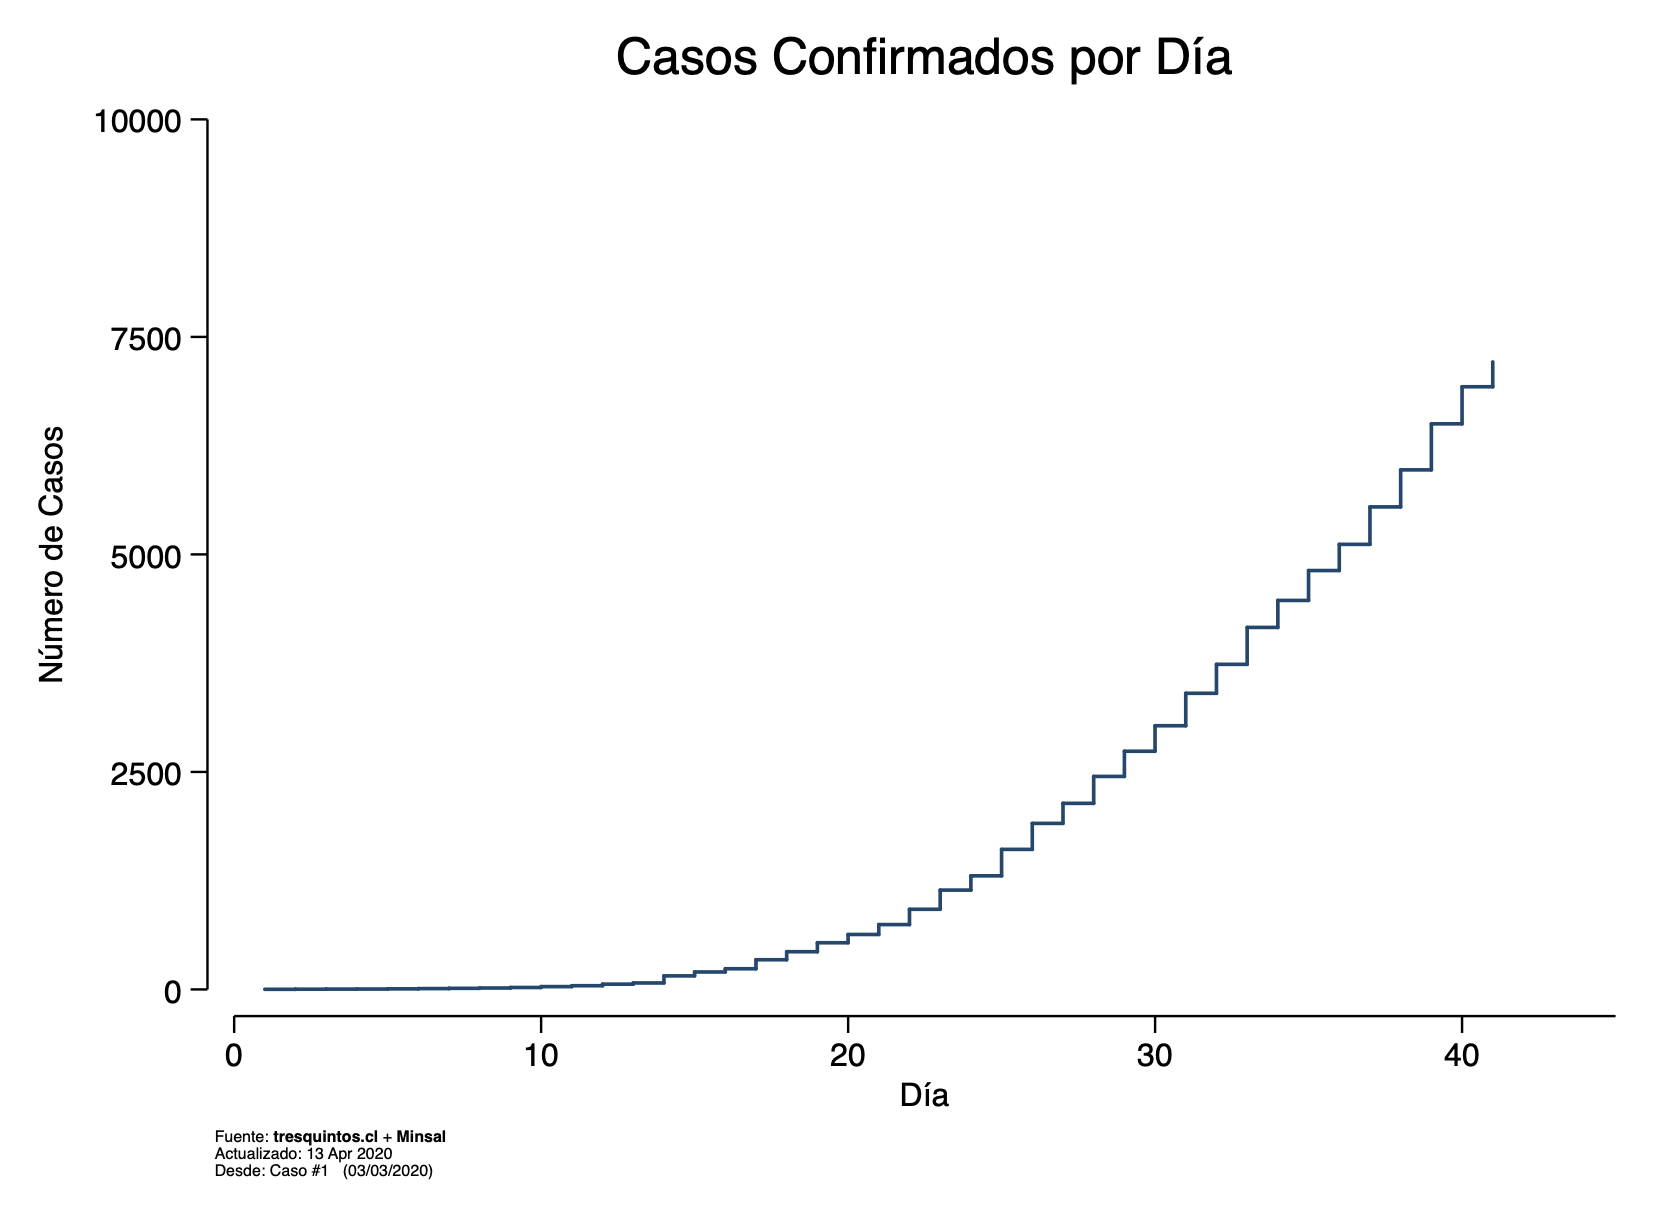 Casos Confirmados por Día
10000
7500
5000
2500
0
Número de Casos
0 10 20 30 40
Día
Fuente: tresquintos.cl + Minsal
Actualizado: 13 Apr 2020
Desde: Caso #1 (03/03/2020)